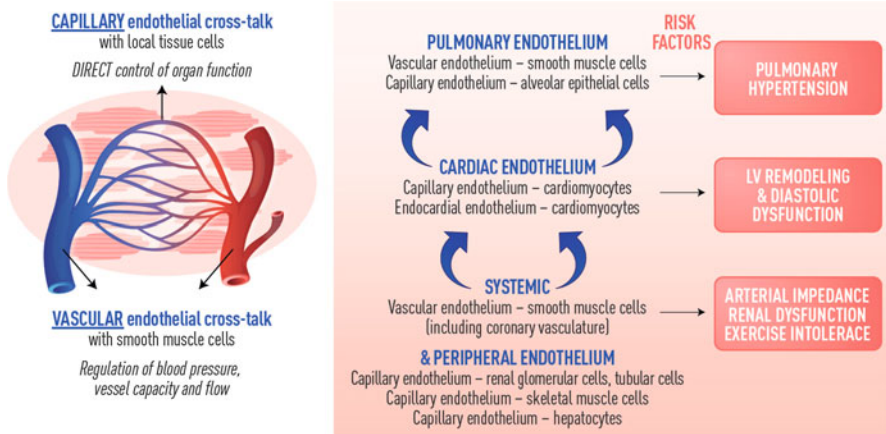 CAPILLARY endothelial cross-talk
with local tissue cells
DIRECT control of organ function
VASCULAR endothelial cross-talk
with smooth muscle cells
Regulation of blood pressure,
vessel capacity and flow
RISK
FACTORS
PULMONARY ENDOTHELIUM
Vascular endothelium – smooth muscle cells
Capillary endothelium – alveolar epithelial cells
PULMONARY
HYPERTENSION
CARDIAC ENDOTHELIUM
Capillary endothelium – cardiomyocytes
Endocardial endothelium – cardiomyocytes
LV REMODELING
& DIASTOLIC
DYSFUNCTION
SYSTEMIC
Vascular endothelium – smooth muscle cells
(including coronary vasculature)
ARTERIAL IMPEDANCE
RENAL DYSFUNCTION
EXERCISE INTOLERACE
& PERIPHERAL ENDOTHELIUM
Capillary endothelium – renal glomerular cells, tubular cells
Capillary endothelium – skeletal muscle cells
Capillary endothelium – hepatocytes